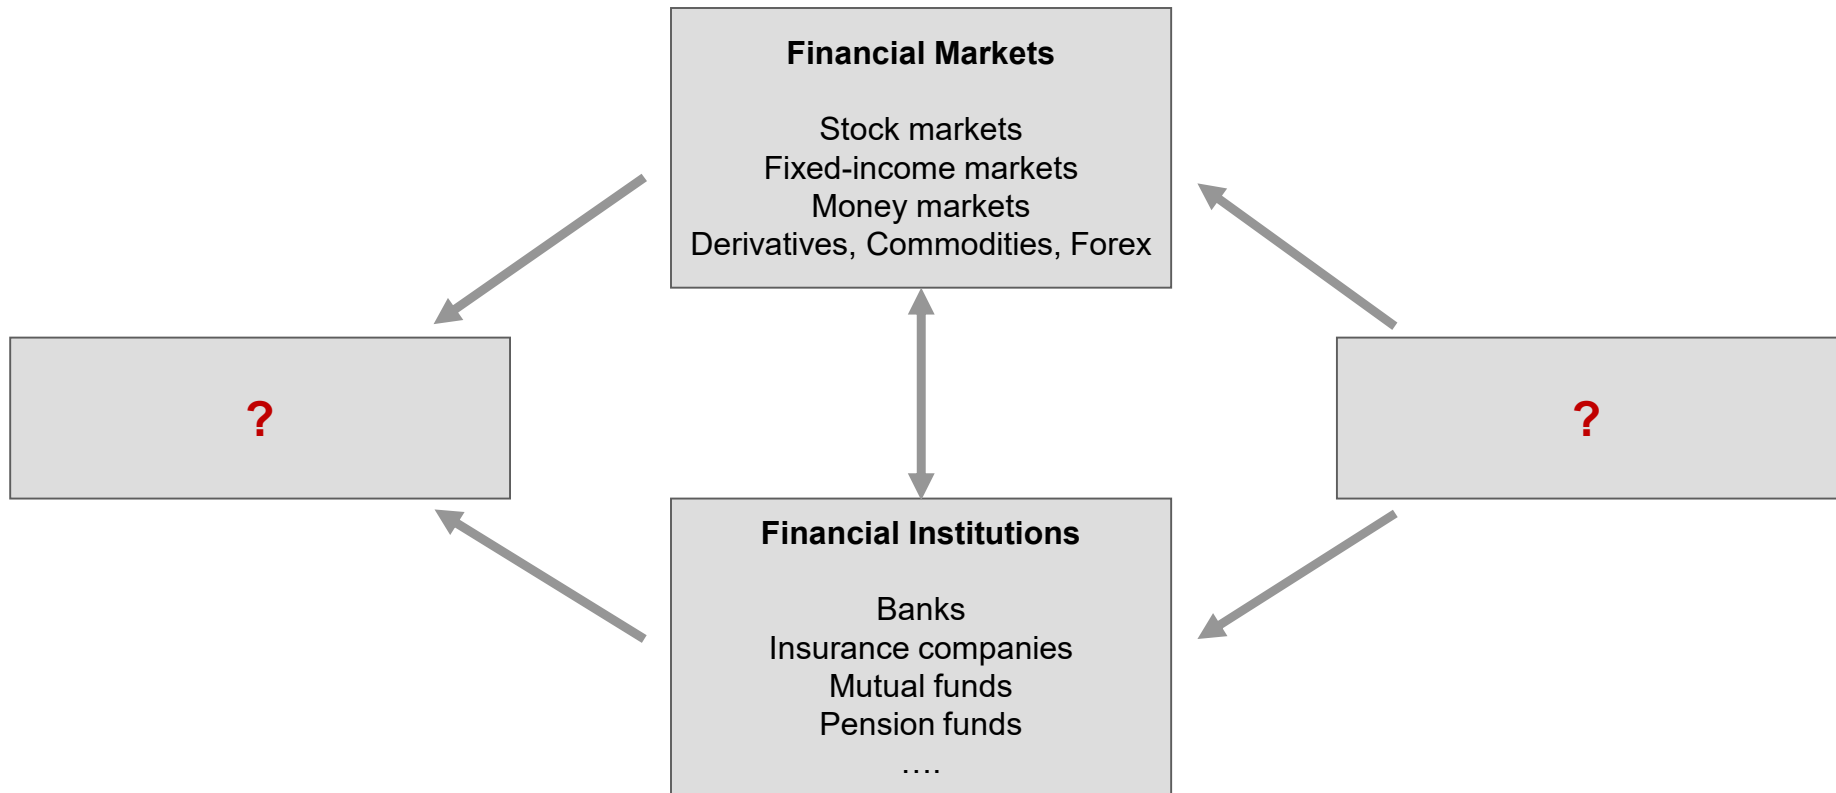 Financial Markets
Stock markets
Fixed-income markets
Money markets
Derivatives, Commodities, Forex
?
?
Financial Institutions
Banks
Insurance companies
Mutual funds
Pension funds
….